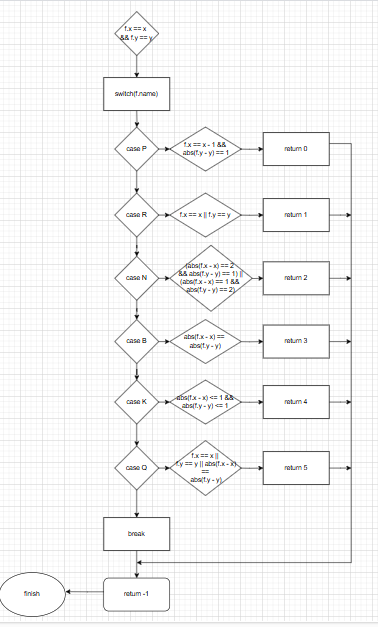 f.x == x
&& f.y == y
switch(f.name)
case P
f.x == x - 1 &&
abs(f.y - y) == 1
return 0
case R
f.x == x || f.y == y
return 1
case N
(abs(f.x - x) == 2
&& abs(f.y - y) == 1) ||
(abs(f.x - x) == 1 &&
abs(f.y - y) == 2)
return 2
case B
abs(f.x - x) ==
abs(f.y - y)
return 3
case K
abs(f.x - x) <= 1 &&
abs(f.y - y) <= 1
return 4
case Q
f.x == x ||
f.y == y || abs(f.x - x)
==
abs(f.y - y)
return 5
break
finish
return -1